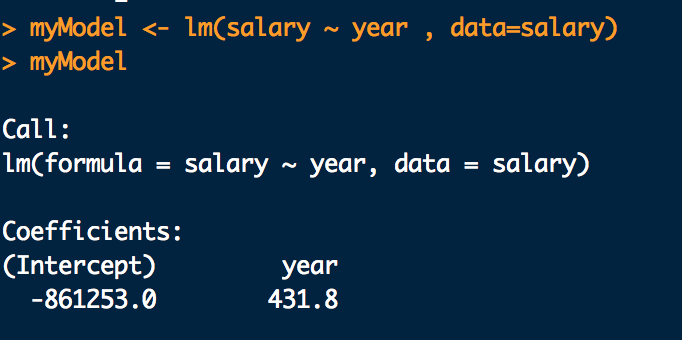 > myModel <- lm(salary ~ year , data=salary)
> myModel
Call:
lm(formula = salary ~ year, data = salary)
Coefficients:
(Intercept)         year
  -861253.0        431.8